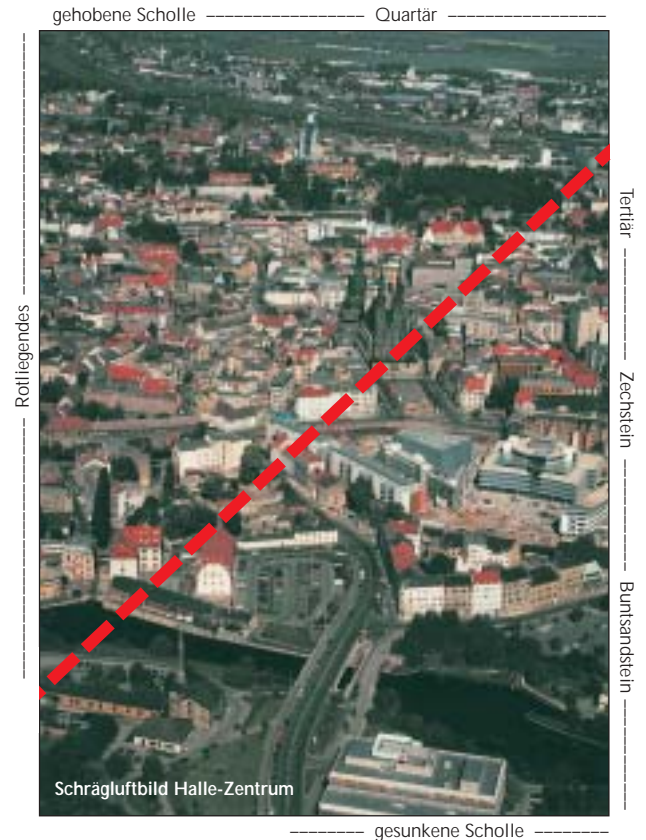 gehobene Scholle –––––––––––––––– Quartär ––––––––––––––––
Rotliegendes
Tertiär
Zechstein
Buntsandstein
Schrägluftbild Halle-Zentrum
–––––––– gesunkene Scholle ––––––––